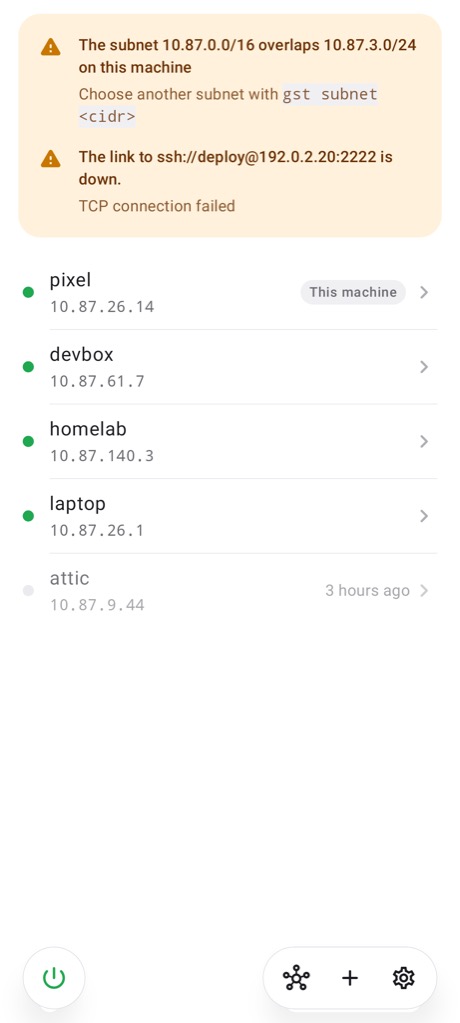 The subnet 10.87.0.0/16 overlaps 10.87.3.0/24
on this machine
Choose another subnet with gst subnet
<cidr>
The link to ssh://deploy@192.0.2.20:2222 is
down.
TCP connection failed
pixel
10.87.26.14
This machine
devbox
10.87.61.7
homelab
10.87.140.3
laptop
10.87.26.1
attic
10.87.9.44
3 hours ago